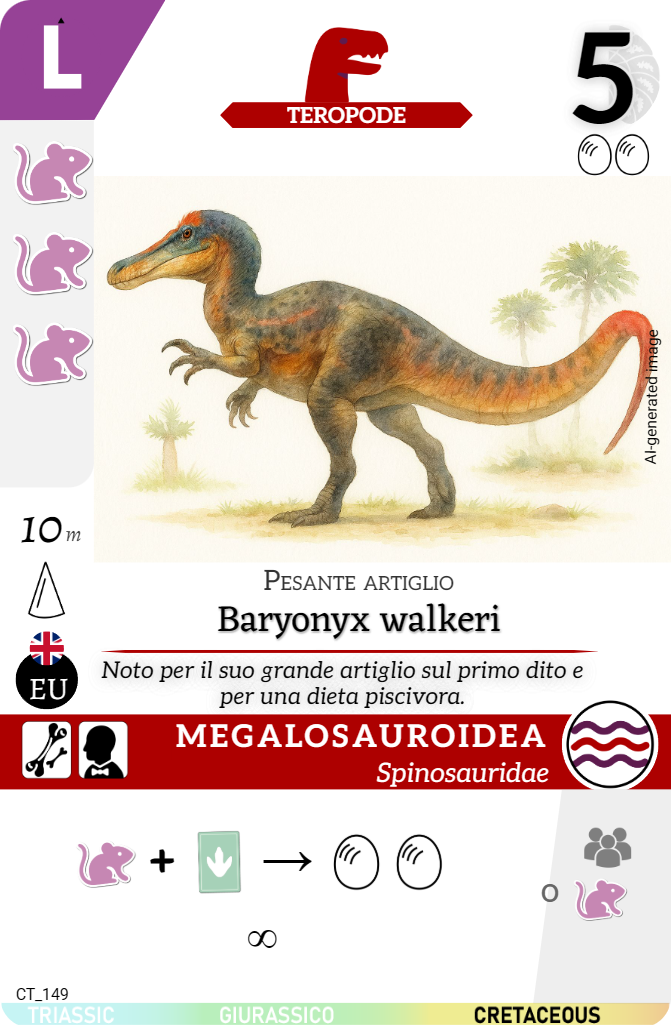 L
TEROPODE
5
AI-generated image
10 m
PESANTE ARTIGLIO
Baryonyx walkeri
EU
Noto per il suo grande artiglio sul primo dito e
per una dieta piscivora.
MEGALOSAUROIDEA
Spinosauridae
+ →
O
∞
CT_149
TRIASSIC GIURASSICO CRETACEOUS